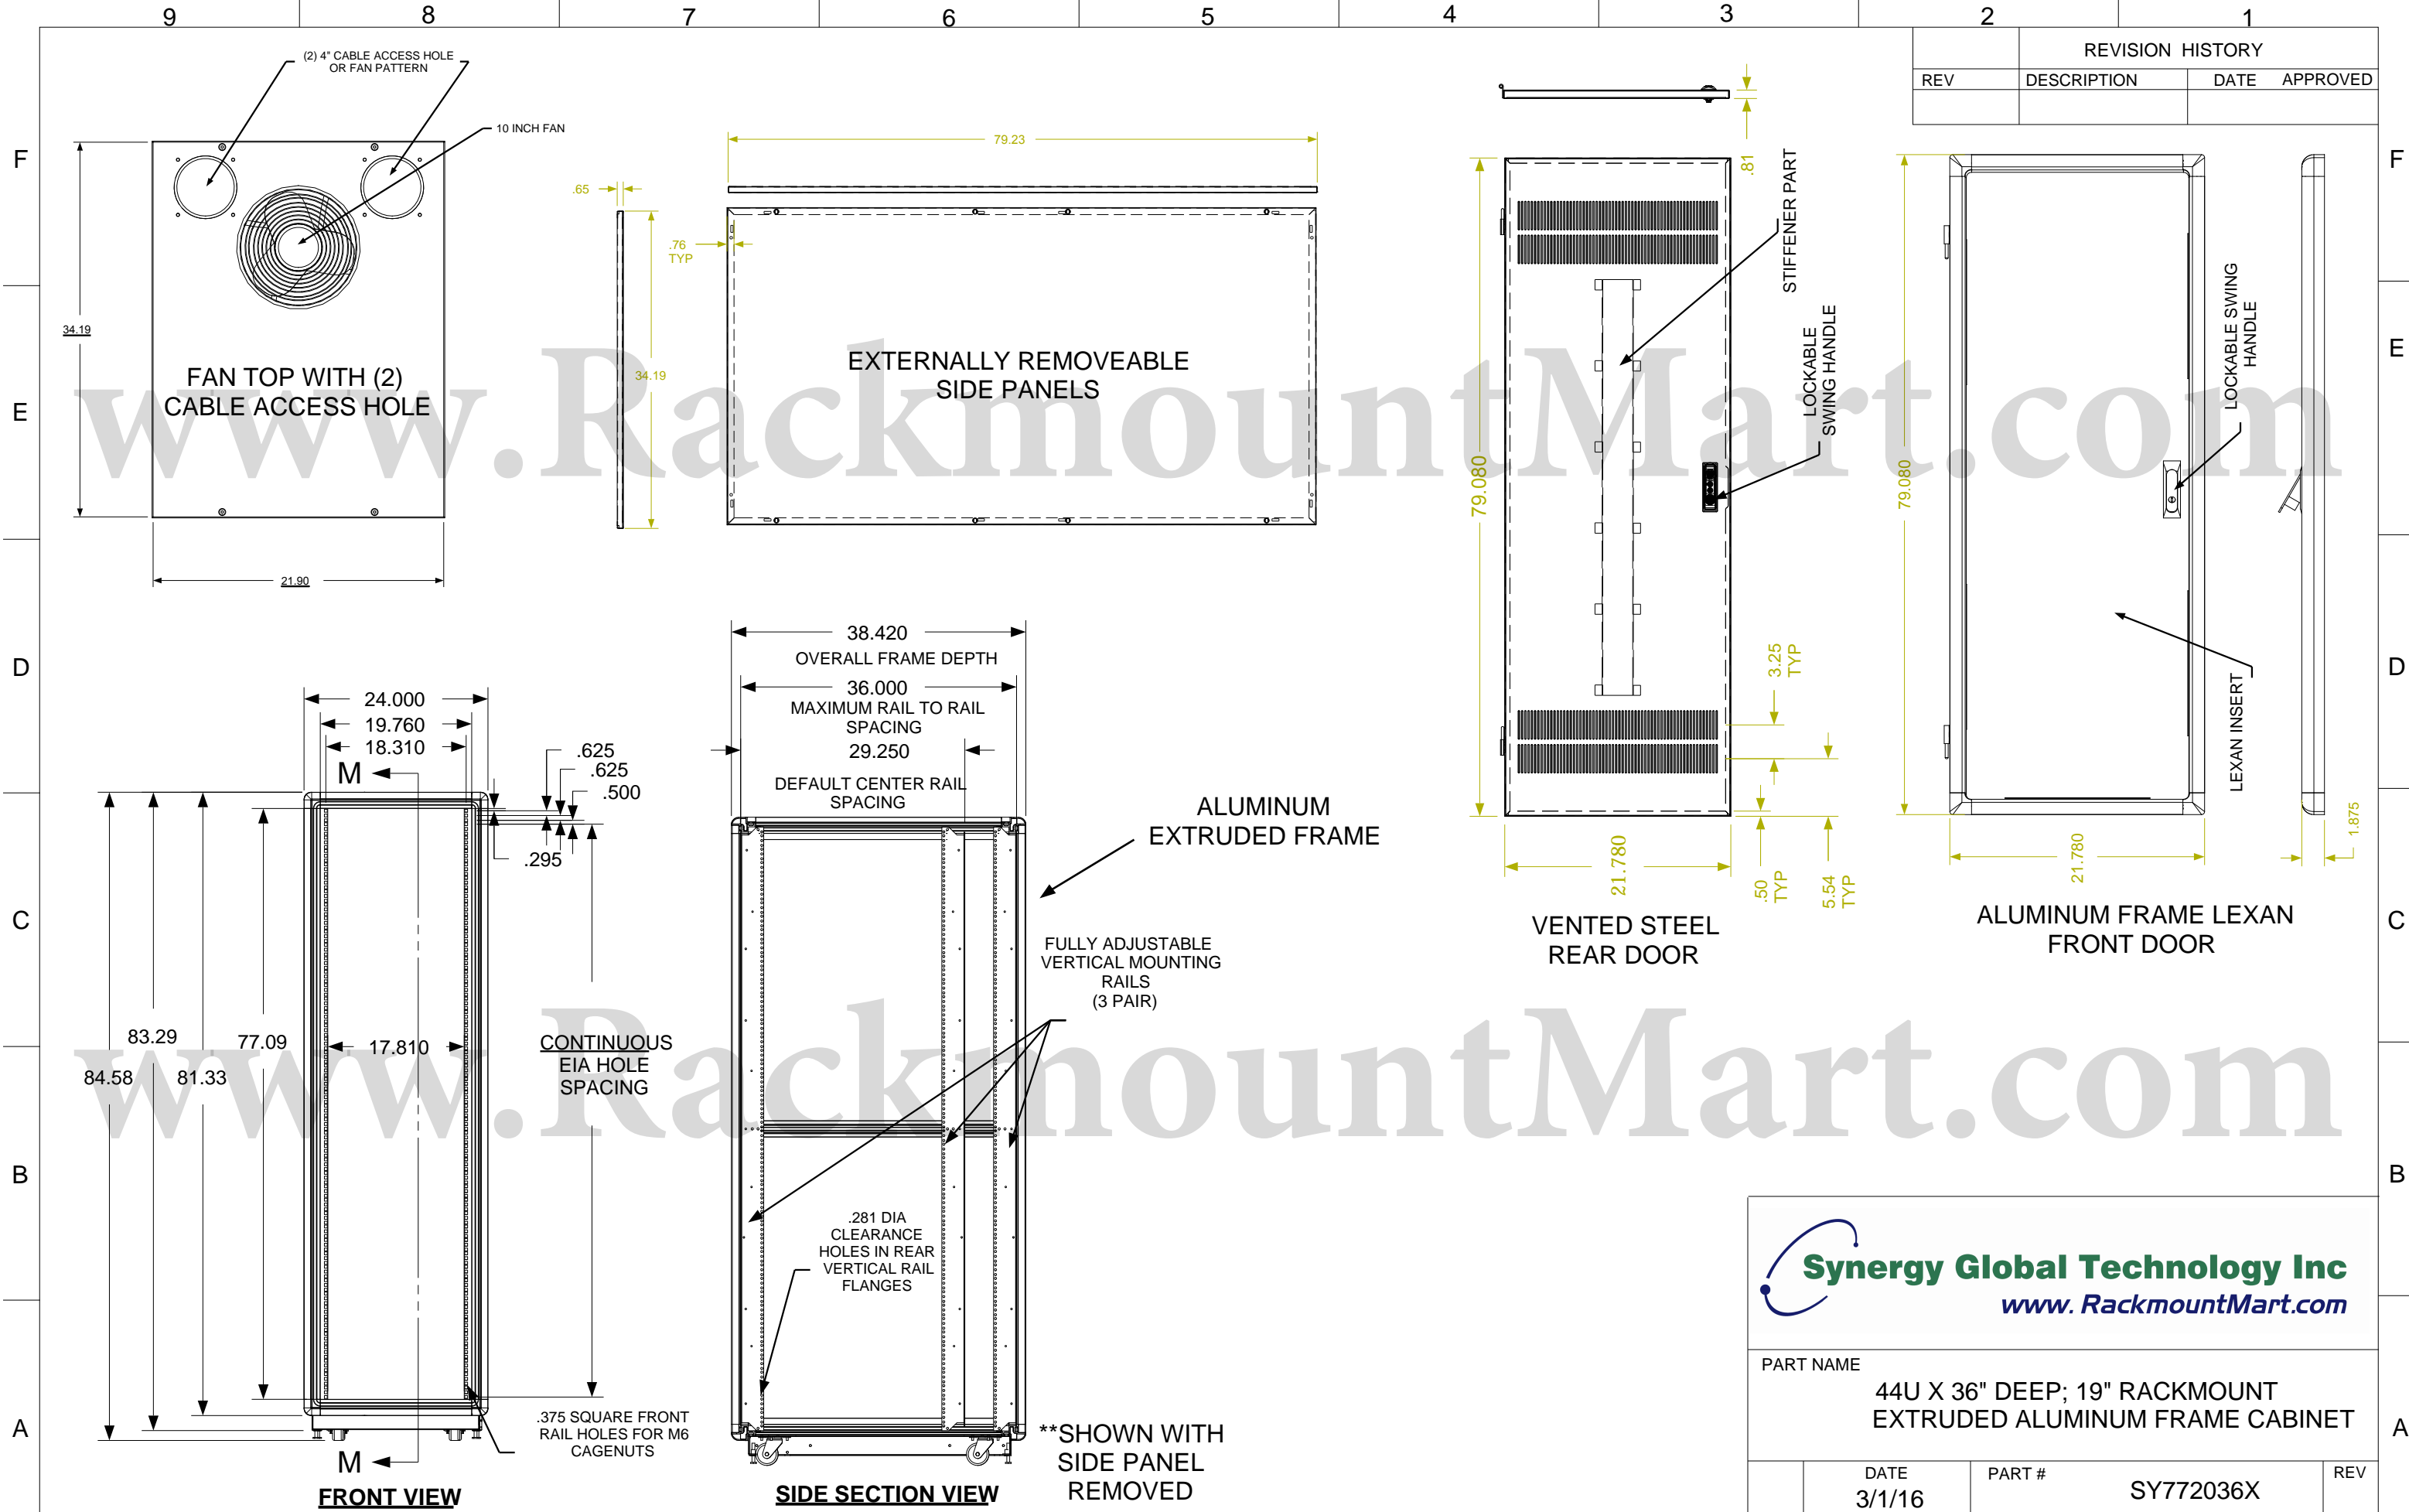 9 8 7 6 5 4 3 2 1
F
E
D
C
B
A
F
E
D
C
B
A
REVISION HISTORY
REV DESCRIPTION DATE APPROVED
(2) 4" CABLE ACCESS HOLE
OR FAN PATTERN
10 INCH FAN
34.19
21.90
FAN TOP WITH (2)
CABLE ACCESS HOLE
79.23
.65
.76
TYP
34.19
EXTERNALLY REMOVEABLE
SIDE PANELS
.81
STIFFENER PART
LOCKABLE
SWING HANDLE
79.080
3.25
TYP
21.780
.50
TYP
5.54
TYP
VENTED STEEL
REAR DOOR
79.080
LOCKABLE SWING
HANDLE
LEXAN INSERT
21.780
1.875
ALUMINUM FRAME LEXAN
FRONT DOOR
www.RackmountMart.com
24.000
19.760
18.310
M
.625
.625
.500
.295
83.29
77.09
17.810
84.58
81.33
CONTINUOUS
EIA HOLE
SPACING
.375 SQUARE FRONT
RAIL HOLES FOR M6
CAGENUTS
M
FRONT VIEW
38.420
OVERALL FRAME DEPTH
36.000
MAXIMUM RAIL TO RAIL
SPACING
29.250
DEFAULT CENTER RAIL
SPACING
ALUMINUM
EXTRUDED FRAME
FULLY ADJUSTABLE
VERTICAL MOUNTING
RAILS
(3 PAIR)
.281 DIA
CLEARANCE
HOLES IN REAR
VERTICAL RAIL
FLANGES
**SHOWN WITH
SIDE PANEL
REMOVED
SIDE SECTION VIEW
www.RackmountMart.com
Synergy Global Technology Inc
www. RackmountMart.com
PART NAME
44U X 36" DEEP; 19" RACKMOUNT
EXTRUDED ALUMINUM FRAME CABINET
DATE
3/1/16
PART #
SY772036X
REV